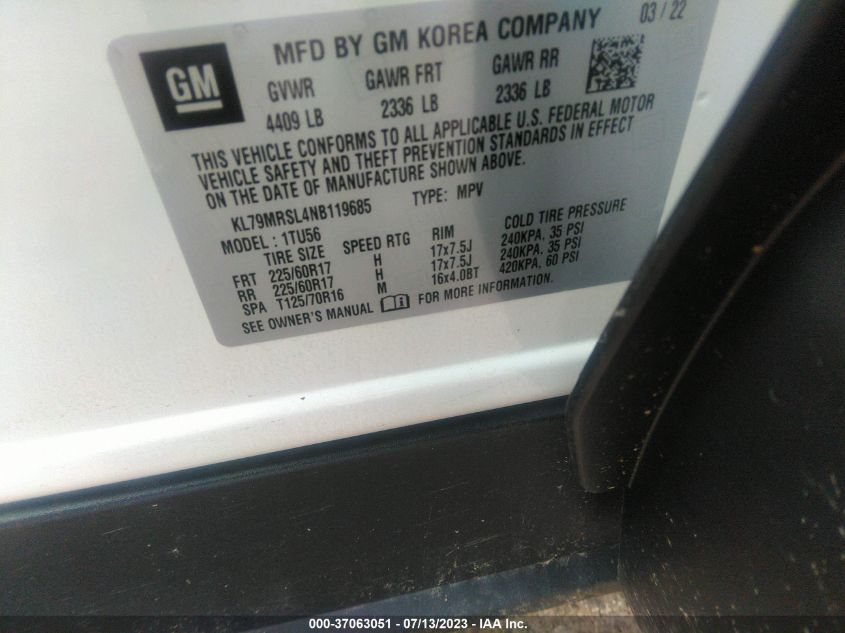 GM
MFD BY GM KOREA COMPANY 03 / 22
GVWR GAWR FRT GAWR RR
4409 LB 2336 LB 2336 LB
THIS VEHICLE CONFORMS TO ALL APPLICABLE U.S. FEDERAL MOTOR
VEHICLE SAFETY AND THEFT PREVENTION STANDARDS IN EFFECT
ON THE DATE OF MANUFACTURE SHOWN ABOVE.
KL79MRSL4NB119685 TYPE: MPV
MODEL : 1TU56
TIRE SIZE SPEED RTG RIM COLD TIRE PRESSURE
FRT 225/60R17 H 17x7.5J 240KPA, 35 PSI
RR 225/60R17 H 17x7.5J 240KPA, 35 PSI
SPA T125/70R16 M 16x4.0BT 420KPA, 60 PSI
SEE OWNER'S MANUAL FOR MORE INFORMATION.
000-37063051 - 07/13/2023 - IAA Inc.